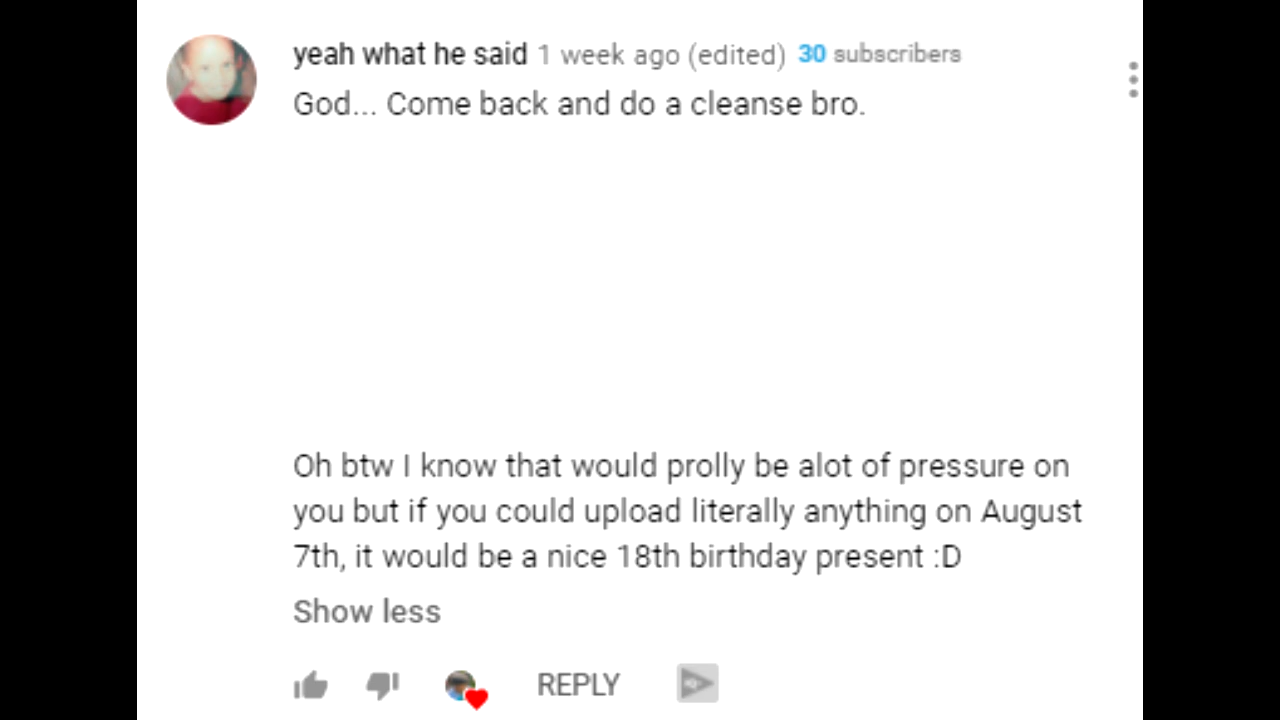 yeah what he said 1 week ago (edited) 30 subscribers
God... Come back and do a cleanse bro.
Oh btw I know that would prolly be alot of pressure on
you but if you could upload literally anything on August
7th, it would be a nice 18th birthday present :D
Show less
REPLY